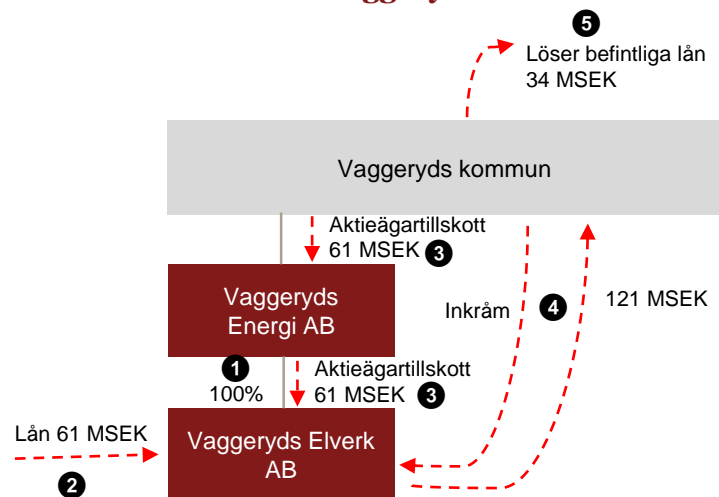 5
Löser befintliga lån
34 MSEK
Vaggeryds kommun
Aktieägartillskott
61 MSEK 3
Vaggeryds
Energi AB
Inkråm
4
121 MSEK
1
100%
Aktieägartillskott
61 MSEK 3
Lån 61 MSEK
2
Vaggeryds Elverk
AB